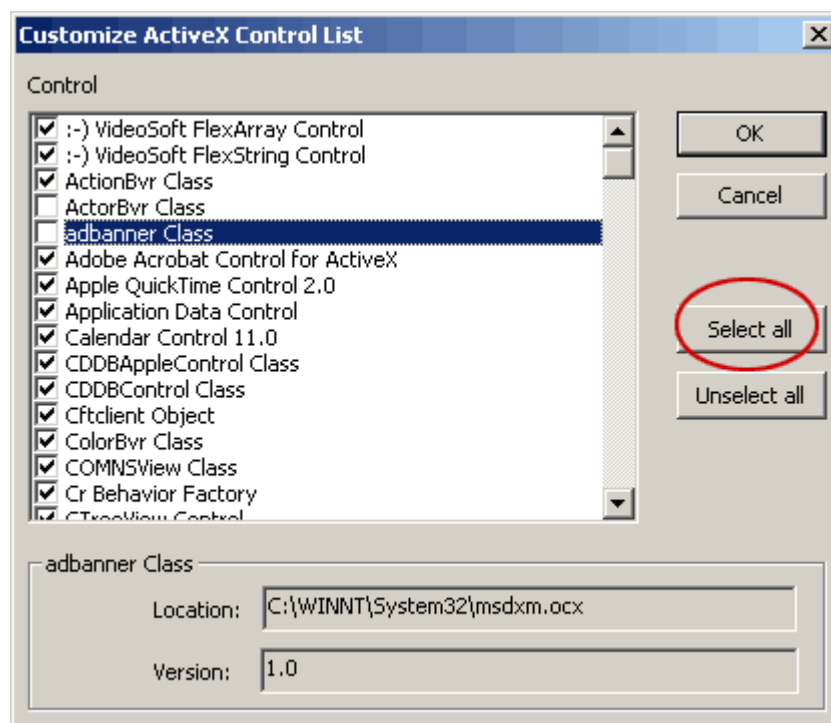 Customize ActiveX Control List
Control
:-) VideoSoft FlexArray Control
:-) VideoSoft FlexString Control
ActionBvr Class
ActorBvr Class
adbanner Class
Adobe Acrobat Control for ActiveX
Apple QuickTime Control 2.0
Application Data Control
Calendar Control 11.0
CDDBAppleControl Class
CDDBControl Class
Cftclient Object
ColorBvr Class
COMNSView Class
Cr Behavior Factory
CTreeView Control
OK
Cancel
Select all
Unselect all
adbanner Class
Location: C:\WINNT\System32\msdxm.ocx
Version: 1.0